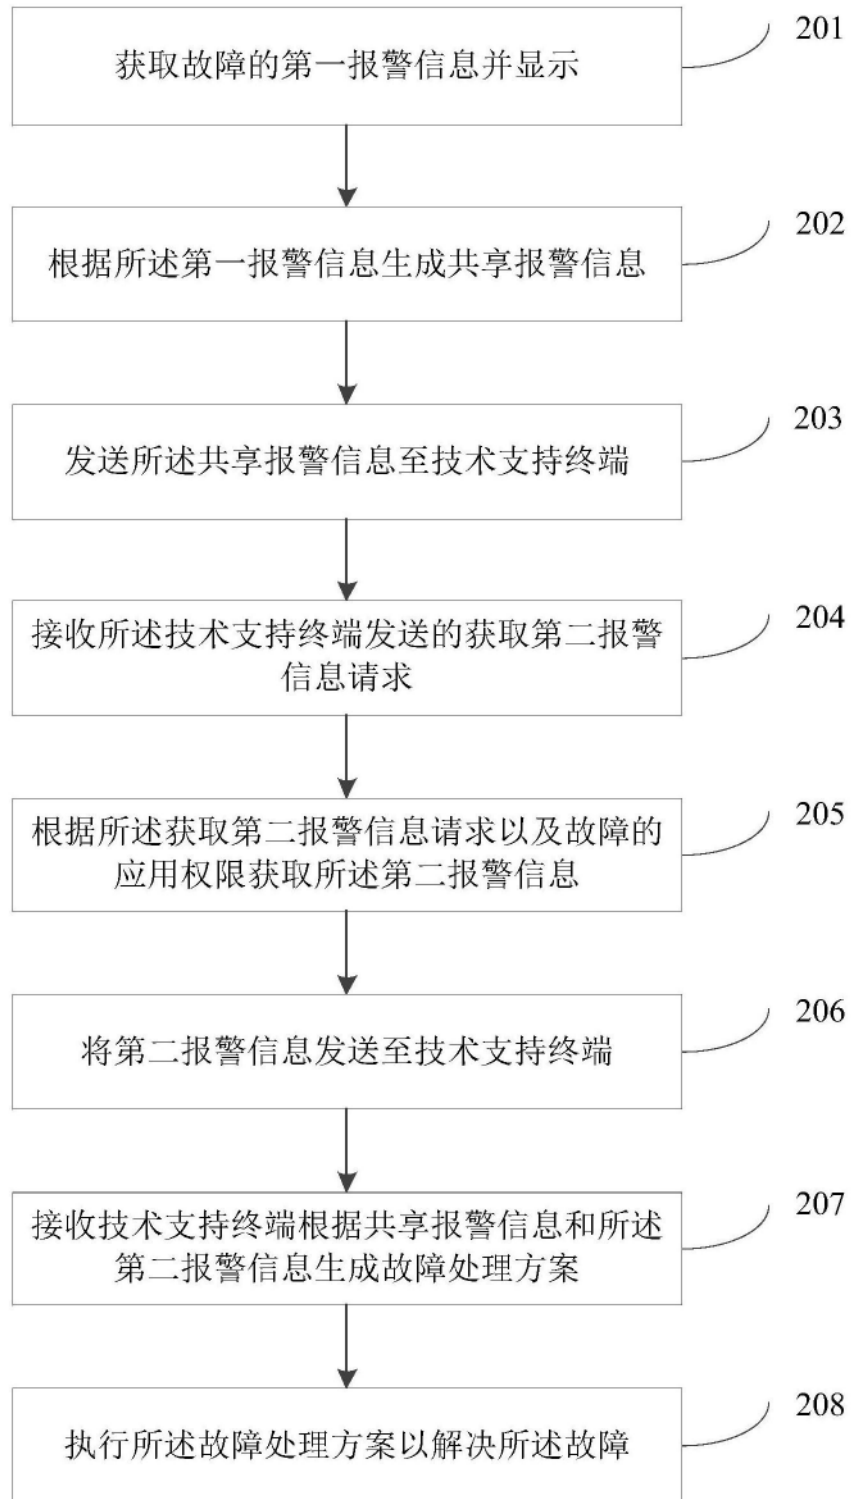 获取故障的第一报警信息并显示
201
根据所述第一报警信息生成共享报警信息
202
发送所述共享报警信息至技术支持终端
203
接收所述技术支持终端发送的获取第二报警
信息请求
204
根据所述获取第二报警信息请求以及故障的
应用权限获取所述第二报警信息
205
将第二报警信息发送至技术支持终端
206
接收技术支持终端根据共享报警信息和所述
第二报警信息生成故障处理方案
207
执行所述故障处理方案以解决所述故障
208